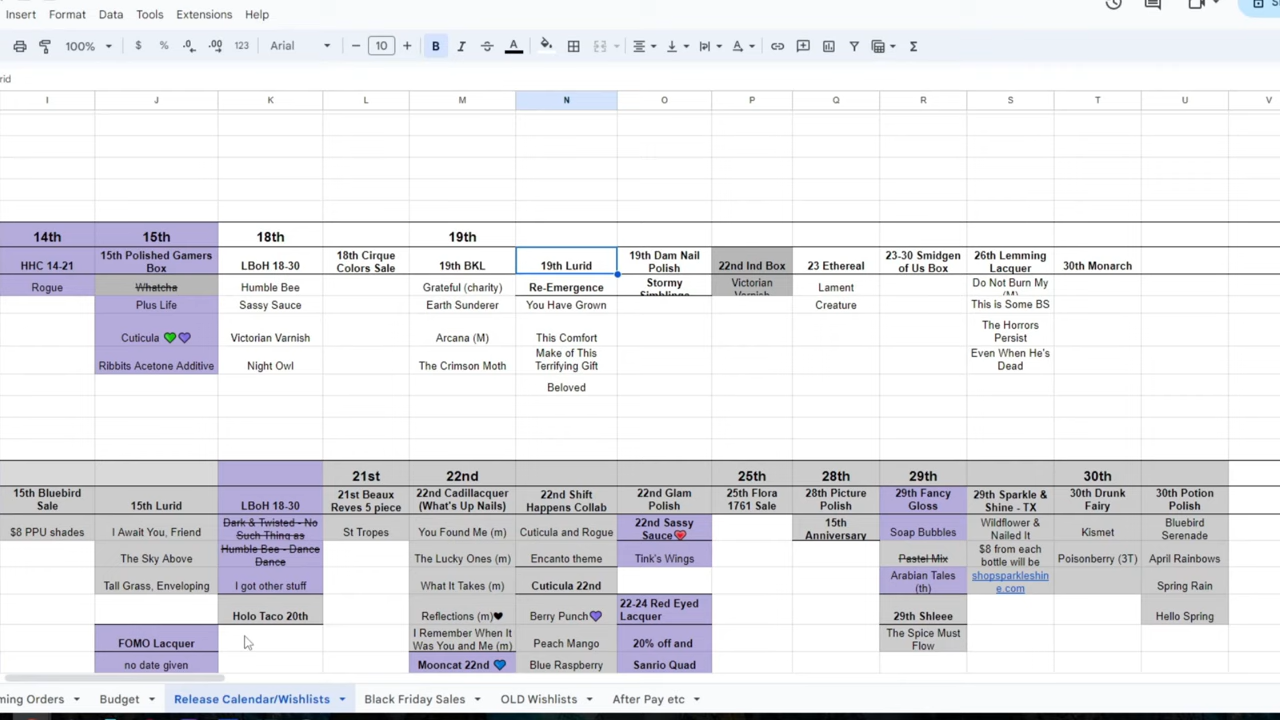 Insert Format Data Tools Extensions Help
100% $ % .0 .00 123 Arial − 10 + B I A
rid
I J K L M N O P Q R S T U V
14th 15th 18th 19th
HHC 14-21 15th Polished Gamers Box LBoH 18-30 18th Cirque Colors Sale 19th BKL 19th Lurid 19th Dam Nail Polish 22nd Ind Box 23 Ethereal 23-30 Smidgen of Us Box 26th Lemming Lacquer 30th Monarch
Rogue Whatcha Humble Bee Grateful (charity) Re-Emergence Stormy Simblings Victorian Varnish Lament Do Not Burn My (M)
Plus Life Sassy Sauce Earth Sunderer You Have Grown Creature This is Some BS
Cuticula 💚 💜 Victorian Varnish Arcana (M) This Comfort The Horrors Persist
Ribbits Acetone Additive Night Owl The Crimson Moth Make of This Terrifying Gift Even When He's Dead
Beloved
21st 22nd 25th 28th 29th 30th
15th Bluebird Sale 15th Lurid LBoH 18-30 21st Beaux Reves 5 piece 22nd Cadillacquer (What's Up Nails) 22nd Shift Happens Collab 22nd Glam Polish 25th Flora 1761 Sale 28th Picture Polish 29th Fancy Gloss 29th Sparkle & Shine - TX 30th Drunk Fairy 30th Potion Polish
$8 PPU shades I Await You, Friend Dark & Twisted - No Such Thing as St Tropes You Found Me (m) Cuticula and Rogue 22nd Sassy Sauce❤️ 15th Anniversary Soap Bubbles Wildflower & Nailed It Kismet Bluebird Serenade
The Sky Above Humble Bee - Dance Dance The Lucky Ones (m) Encanto theme Tink's Wings Pastel Mix $8 from each bottle will be Poisonberry (3T) April Rainbows
Tall Grass, Enveloping I got other stuff What It Takes (m) Cuticula 22nd Arabian Tales (th) shopsparkleshine.com Spring Rain
Holo Taco 20th Reflections (m)🖤 Berry Punch💜 22-24 Red Eyed Lacquer 29th Shleee Hello Spring
FOMO Lacquer I Remember When It Was You and Me (m) Peach Mango 20% off and The Spice Must Flow
no date given Mooncat 22nd 💙 Blue Raspberry Sanrio Quad
ming Orders Budget Release Calendar/Wishlists Black Friday Sales OLD Wishlists After Pay etc